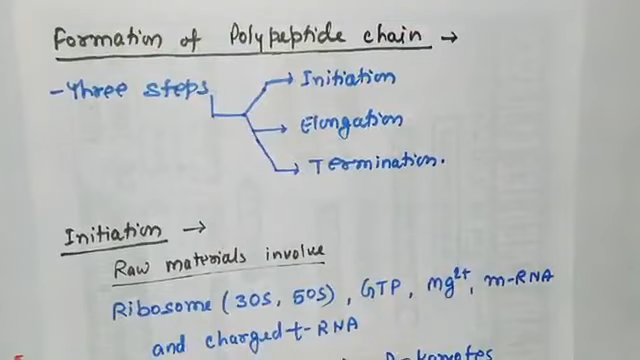 Formation of Polypeptide chain →
- Three steps → Initiation
→ Elongation
→ Termination.
Initiation →
Raw materials involve
Ribosome (30S, 50S), GTP, Mg²⁺, m-RNA
and charged t-RNA